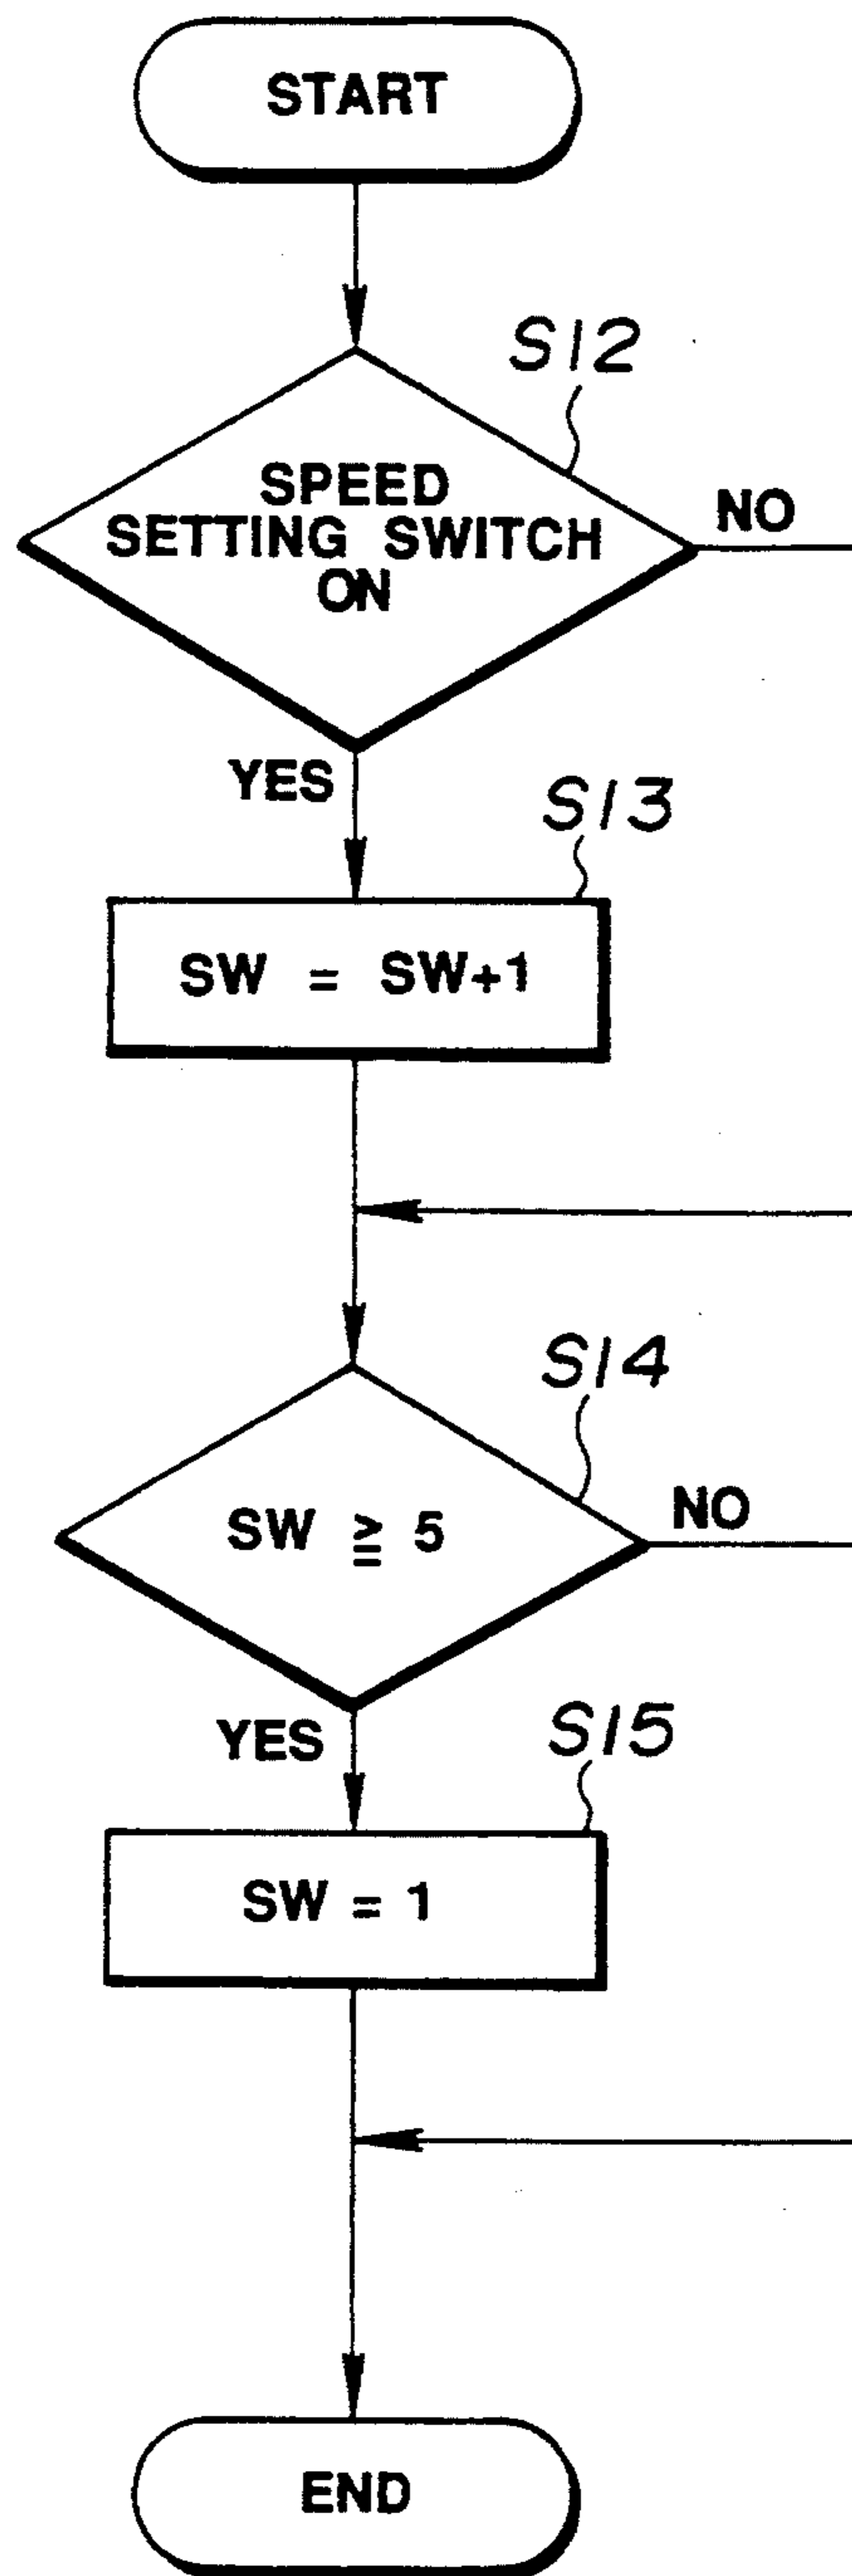 START
S12
SPEED
SETTING SWITCH
ON
NO
YES
S13
SW = SW+1
S14
SW ≧ 5
NO
YES
S15
SW = 1
END